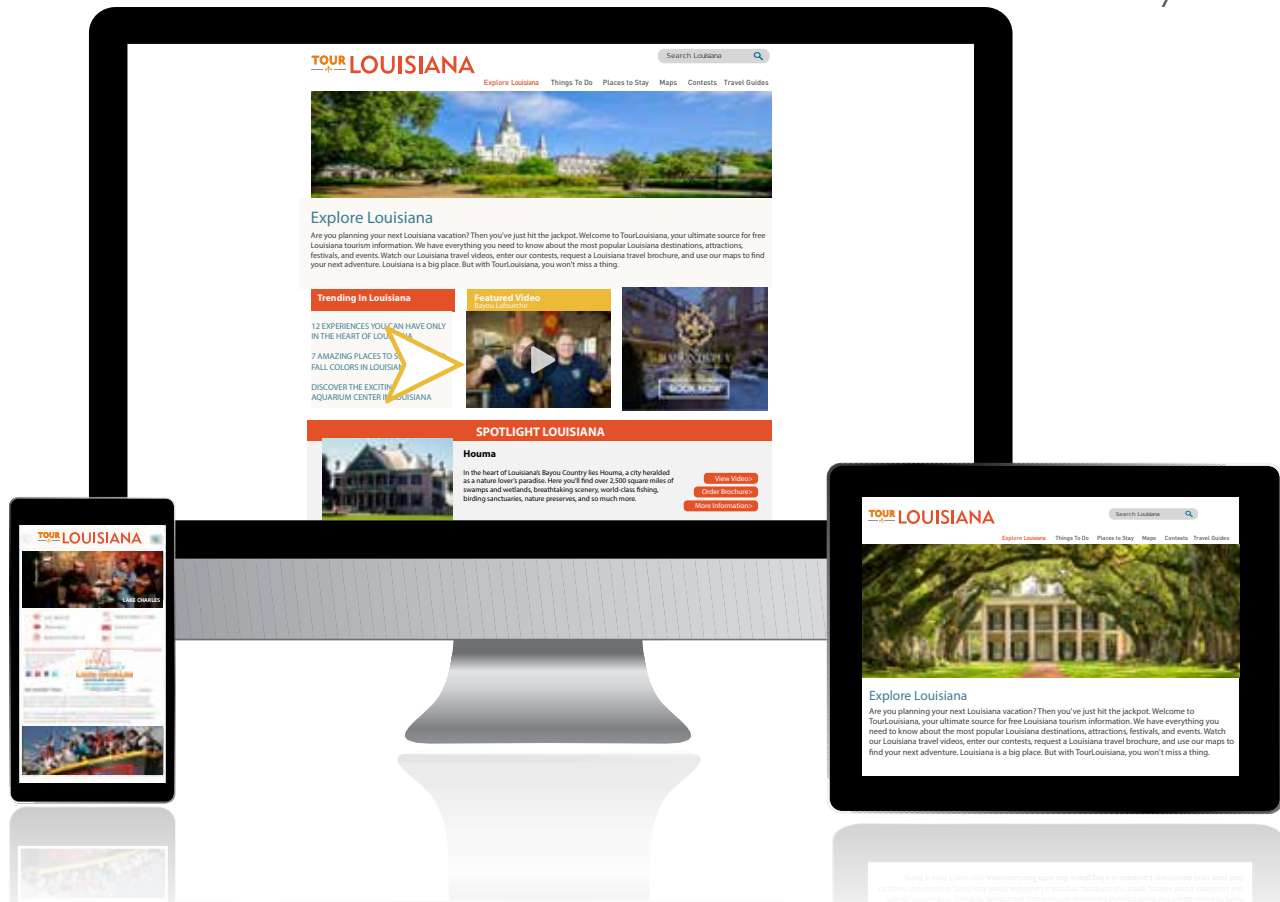 TOUR LOUISIANA
Search Louisiana
Explore Louisiana Things To Do Places to Stay Maps Contests Travel Guides
Explore Louisiana
Are you planning your next Louisiana vacation? Then you've just hit the jackpot. Welcome to TourLouisiana, your ultimate source for free
Louisiana tourism information. We have everything you need to know about the most popular Louisiana destinations, attractions,
festivals, and events. Watch our Louisiana travel videos, enter our contests, request a Louisiana travel brochure, and use our maps to find
your next adventure. Louisiana is a big place. But with TourLouisiana, you won't miss a thing.
Trending In Louisiana
12 EXPERIENCES YOU CAN HAVE ONLY
IN THE HEART OF LOUISIANA
7 AMAZING PLACES TO
FALL COLORS IN LOUISIANA
DISCOVER THE EXCITING
AQUARIUM CENTER IN LOUISIANA
Featured Video
Bayou Lafourche
BOOK NOW
SPOTLIGHT LOUISIANA
Houma
In the heart of Louisiana's Bayou Country lies Houma, a city heralded
as a nature lover's paradise. Here you'll find over 2,500 square miles of
swamps and wetlands, breathtaking scenery, world-class fishing,
birding sanctuaries, nature preserves, and so much more.
View Video>
Order Brochure>
More Information>
TOUR LOUISIANA
LAKE CHARLES
TOUR LOUISIANA
Search Louisiana
Explore Louisiana Things To Do Places to Stay Maps Contests Travel Guides
Explore Louisiana
Are you planning your next Louisiana vacation? Then you've just hit the jackpot. Welcome to
TourLouisiana, your ultimate source for free Louisiana tourism information. We have everything you
need to know about the most popular Louisiana destinations, attractions, festivals, and events. Watch
our Louisiana travel videos, enter our contests, request a Louisiana travel brochure, and use our maps to
find your next adventure. Louisiana is a big place. But with TourLouisiana, you won't miss a thing.